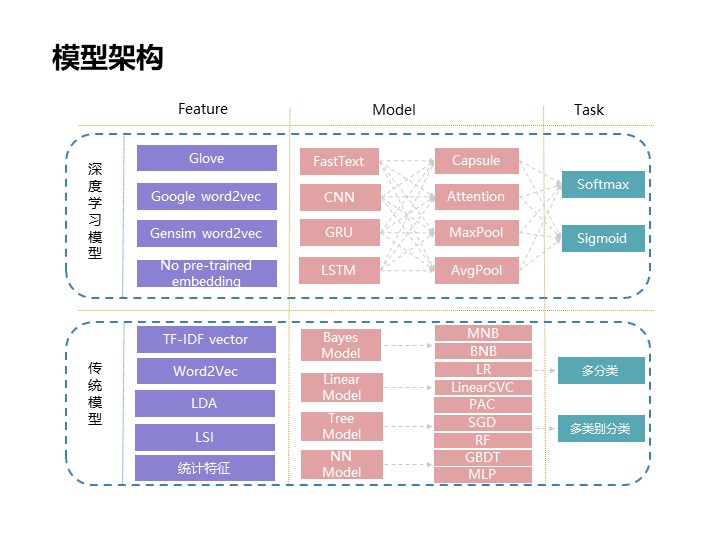 模型架构
Feature
Model
Task
深度学习模型
Glove
Google word2vec
Gensim word2vec
No pre-trained
embedding
FastText
CNN
GRU
LSTM
Capsule
Attention
MaxPool
AvgPool
Softmax
Sigmoid
传统模型
TF-IDF vector
Word2Vec
LDA
LSI
统计特征
Bayes
Model
Linear
Model
Tree
Model
NN
Model
MNB
BNB
LR
LinearSVC
PAC
SGD
RF
GBDT
MLP
多分类
多类别分类